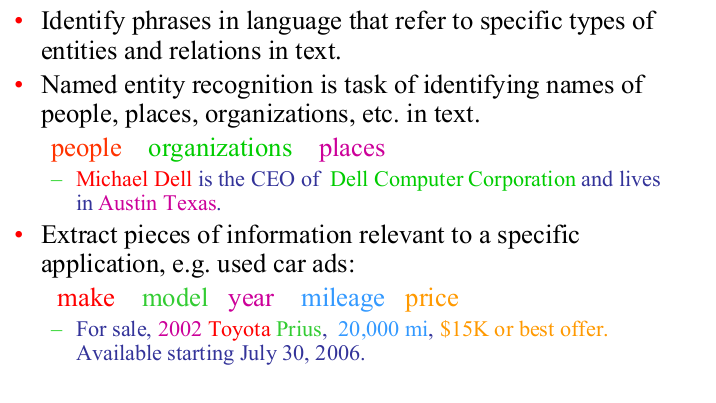 • Identify phrases in language that refer to specific types of
entities and relations in text.
• Named entity recognition is task of identifying names of
people, places, organizations, etc. in text.
people organizations places
– Michael Dell is the CEO of Dell Computer Corporation and lives
in Austin Texas.
• Extract pieces of information relevant to a specific
application, e.g. used car ads:
make model year mileage price
– For sale, 2002 Toyota Prius, 20,000 mi, $15K or best offer.
Available starting July 30, 2006.